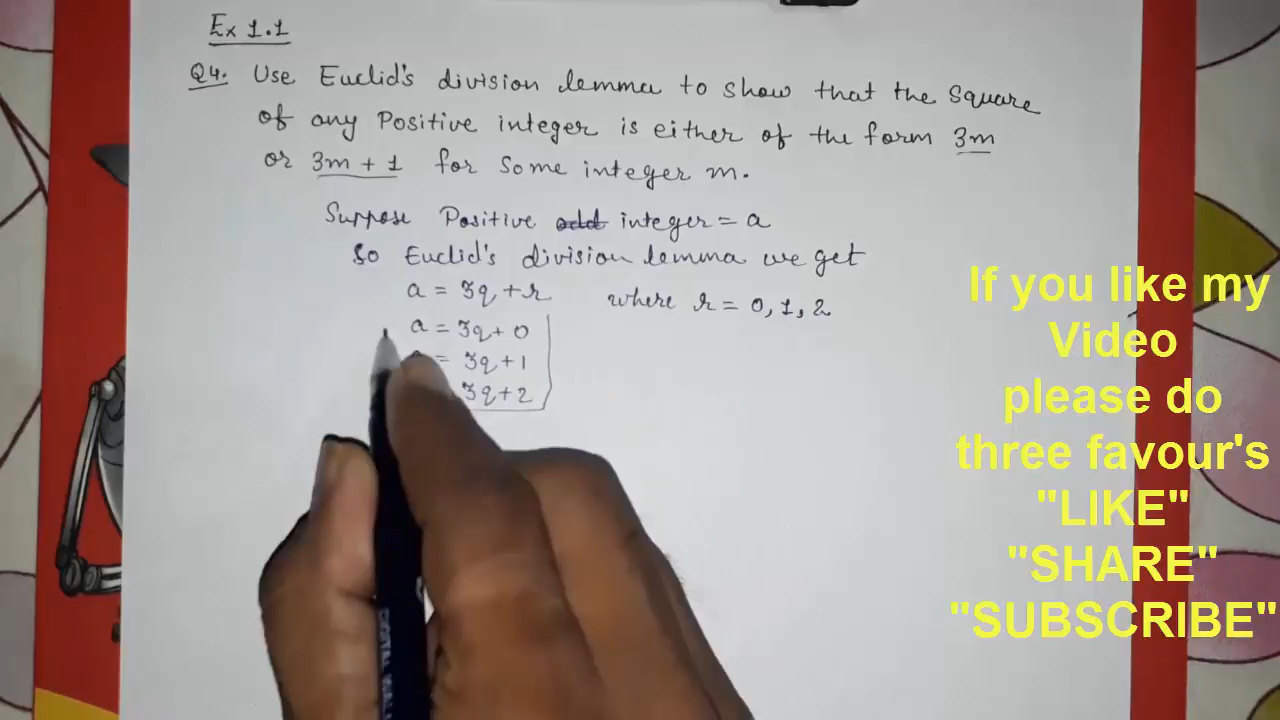 Ex 1.1
Q4. Use Euclid's division lemma to show that the square
of any Positive integer is either of the form 3m
or 3m + 1 for some integer m.
Suppose Positive odd integer = a
So Euclid's division lemma we get
a = 3q + r where r = 0, 1, 2
a = 3q + 0
= 3q + 1
3q + 2
If you like my
Video
please do
three favour's
"LIKE"
"SHARE"
"SUBSCRIBE"